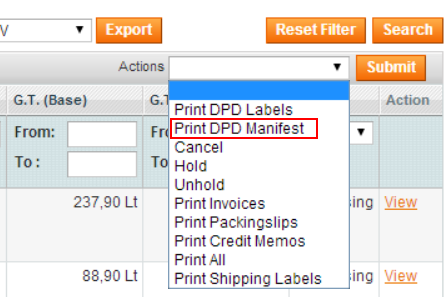 V Export Reset Filter Search
Actions Submit
G.T. (Base) G.T Action
From: Fr
To : To
Print DPD Labels
Print DPD Manifest
Cancel
Hold
Unhold
Print Invoices
Print Packingslips
Print Credit Memos
Print All
Print Shipping Labels
237,90 Lt sing View
88,90 Lt sing View